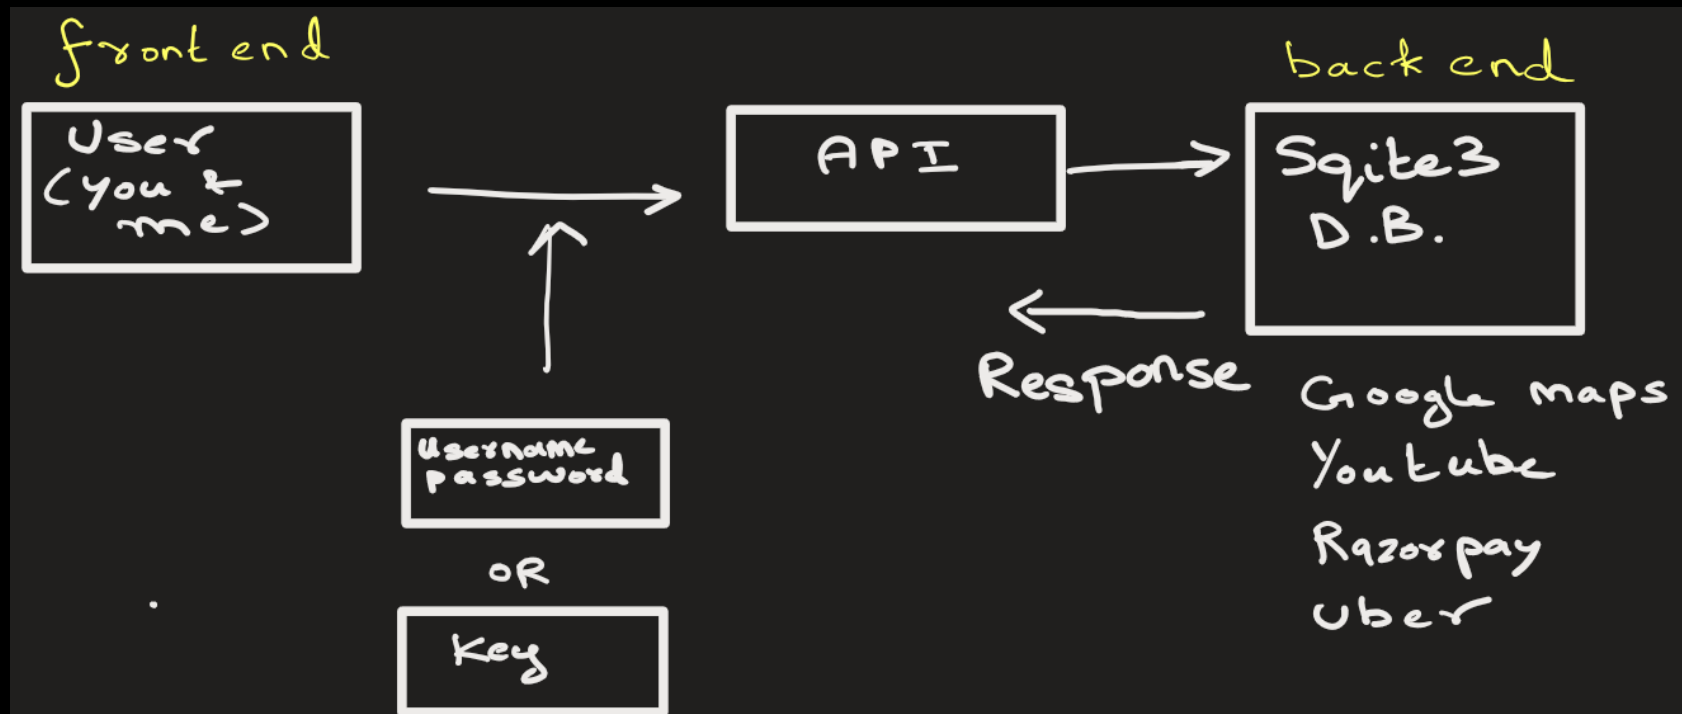 front end
User
(you &
me)
API
back end
Sqite3
D.B.
Response
Google maps
Youtube
Razorpay
Uber
Username
password
OR
Key